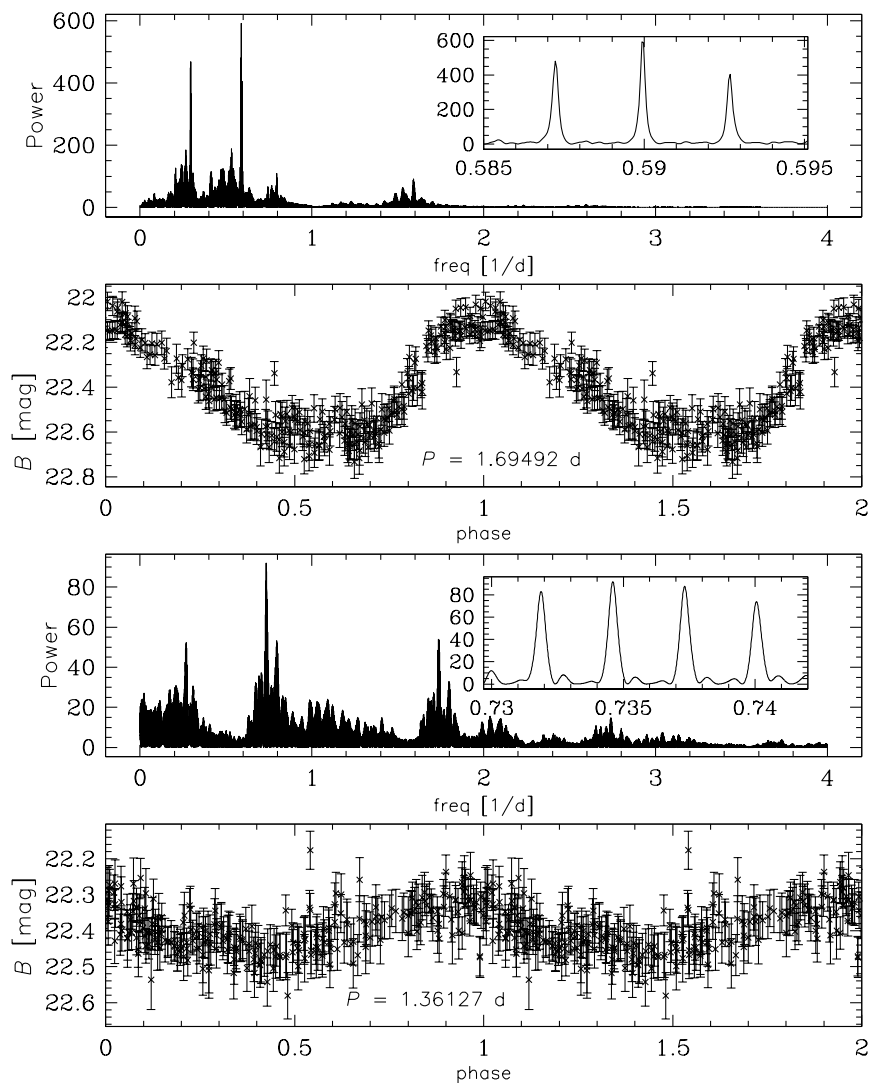 600
400
200
0
Power
600
400
200
0
0.585 0.59 0.595
0 1 2 3 4
freq [1/d]
22
22.2
22.4
22.6
22.8
B [mag]
P = 1.69492 d
0 0.5 1 1.5 2
phase
80
60
40
20
0
Power
80
60
40
20
0
0.73 0.735 0.74
0 1 2 3 4
freq [1/d]
22.2
22.3
22.4
22.5
22.6
B [mag]
P = 1.36127 d
0 0.5 1 1.5 2
phase